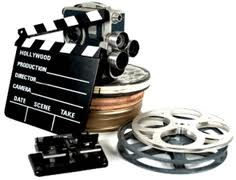 HOLLYWOOD
PRODUCTION
DIRECTOR
CAMERA
DATE SCENE TAKE